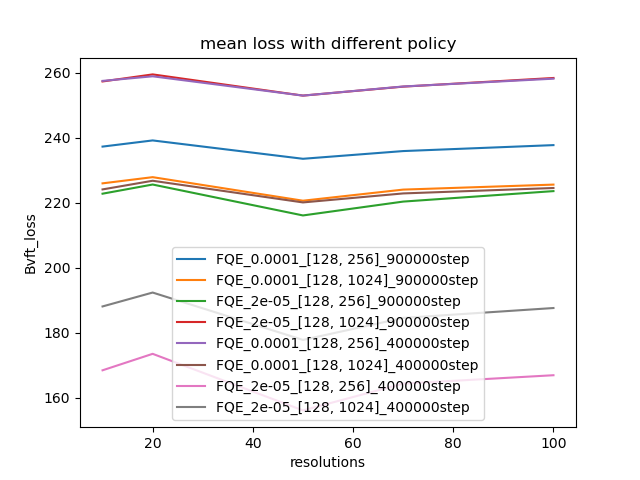 mean loss with different policy
260
240
220
200
180
160
Bvft_loss
FQE_0.0001_[128, 256]_900000step
FQE_0.0001_[128, 1024]_900000step
FQE_2e-05_[128, 256]_900000step
FQE_2e-05_[128, 1024]_900000step
FQE_0.0001_[128, 256]_400000step
FQE_0.0001_[128, 1024]_400000step
FQE_2e-05_[128, 256]_400000step
FQE_2e-05_[128, 1024]_400000step
20 40 60 80 100
resolutions